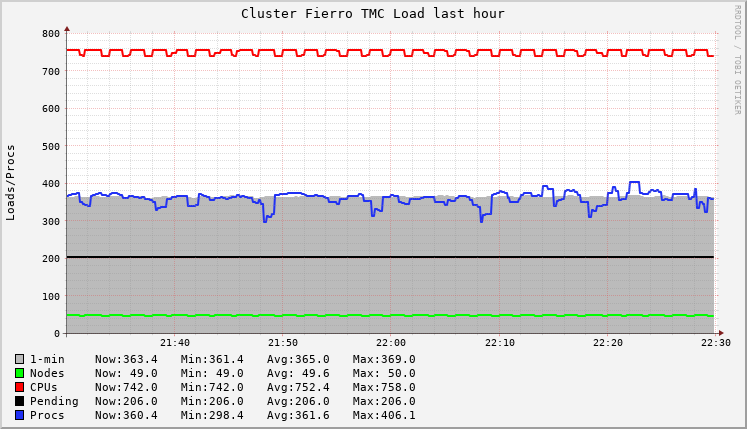 Cluster Fierro TMC Load last hour
RRDTOOL / TOBI OETIKER
Loads/Procs
800
700
600
500
400
300
200
100
0
21:40 21:50 22:00 22:10 22:20 22:30
1-min Now:363.4 Min:361.4 Avg:365.0 Max:369.0
Nodes Now: 49.0 Min: 49.0 Avg: 49.6 Max: 50.0
CPUs Now:742.0 Min:742.0 Avg:752.4 Max:758.0
Pending Now:206.0 Min:206.0 Avg:206.0 Max:206.0
Procs Now:360.4 Min:298.4 Avg:361.6 Max:406.1